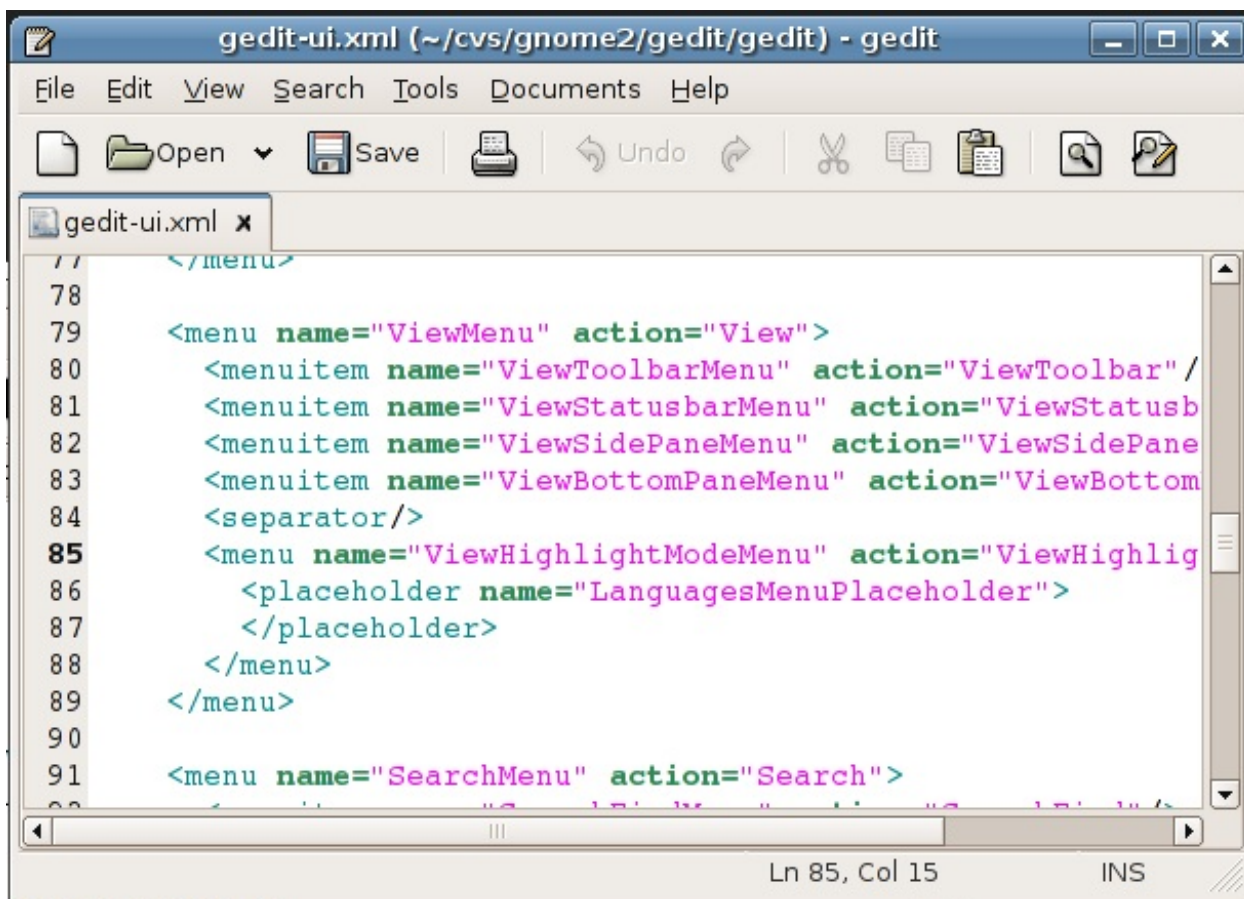 gedit-ui.xml (~/cvs/gnome2/gedit/gedit) - gedit
File Edit View Search Tools Documents Help
Open Save Undo
gedit-ui.xml
77 </menu>
78
79 <menu name="ViewMenu" action="View">
80 <menuitem name="ViewToolbarMenu" action="ViewToolbar"/
81 <menuitem name="ViewStatusbarMenu" action="ViewStatusb
82 <menuitem name="ViewSidePaneMenu" action="ViewSidePane
83 <menuitem name="ViewBottomPaneMenu" action="ViewBottom
84 <separator/>
85 <menu name="ViewHighlightModeMenu" action="ViewHighlig
86 <placeholder name="LanguagesMenuPlaceholder">
87 </placeholder>
88 </menu>
89 </menu>
90
91 <menu name="SearchMenu" action="Search">
Ln 85, Col 15 INS